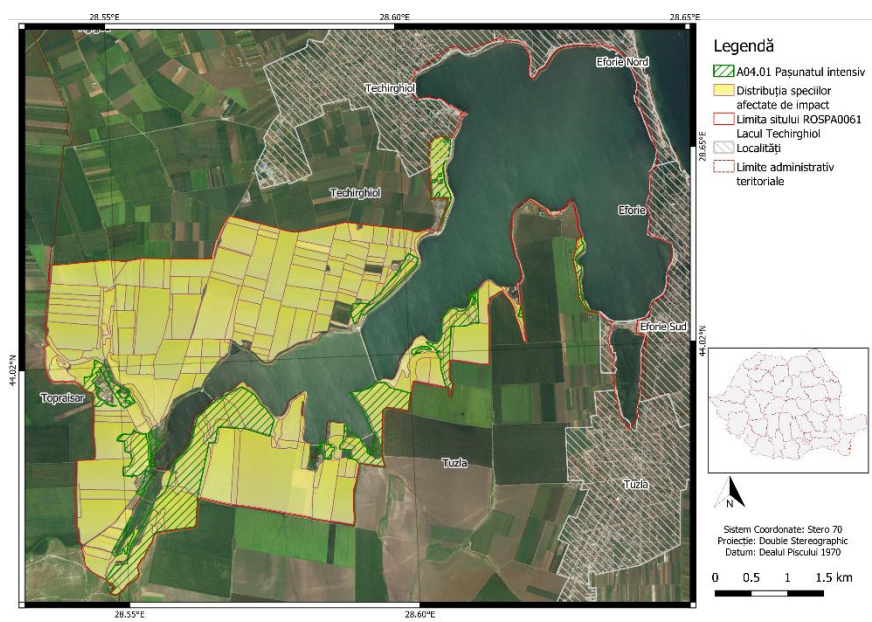 28.55°E
28.60°E
28.65°E
Legendă
A04.01 Pașunatul intensiv
Distribuția speciilor
afectate de impact
Limita sitului ROSPA0061
Lacul Techirghiol
Localități
Limite administrativ
teritoriale
Eforie Nord
Techirghiol
28.65°E
Techirghiol
Eforie
Eforie Sud
44.02°N
44.02°N
Topraisar
Tuzla
Tuzla
N
Sistem Coordonate: Stero 70
Proiecție: Double Stereographic
Datum: Dealul Piscului 1970
0 0.5 1 1.5 km
28.55°E
28.60°E